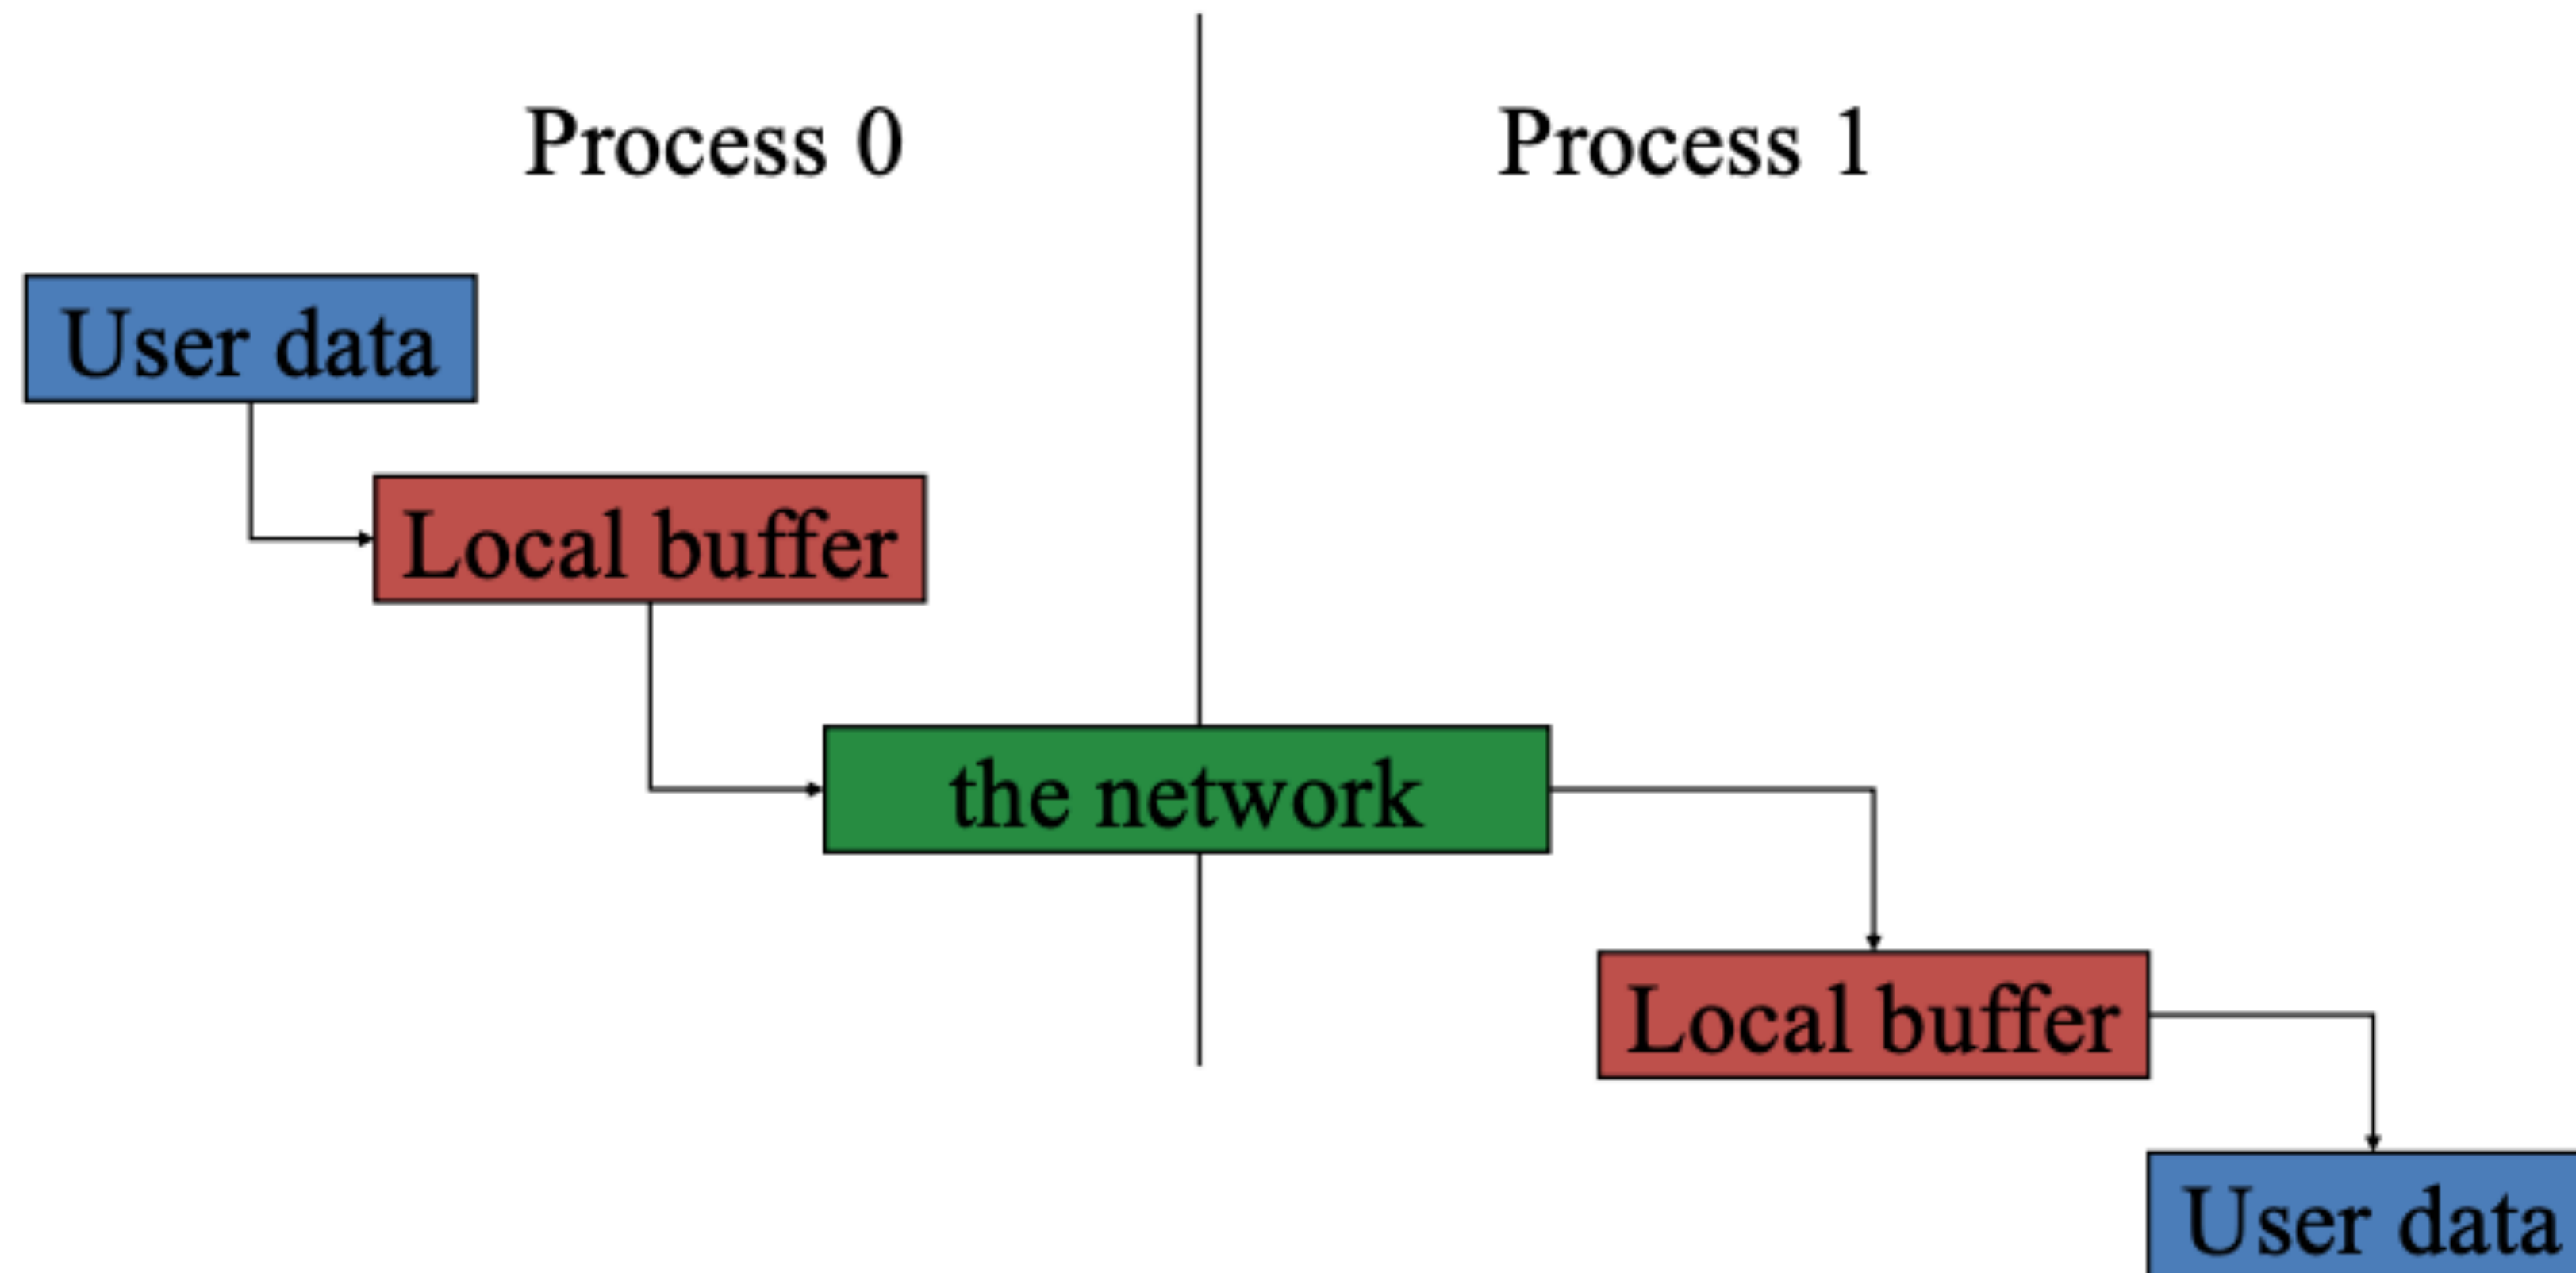 Process 0
Process 1
User data
Local buffer
the network
Local buffer
User data